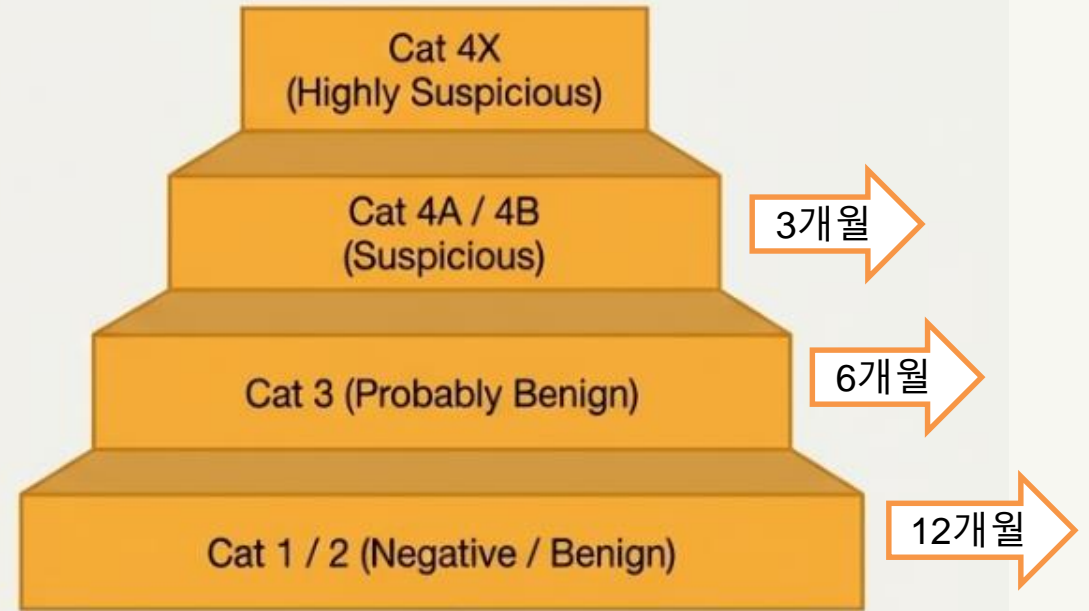 Cat 4X
(Highly Suspicious)
Cat 4A / 4B
(Suspicious)
3개월
Cat 3 (Probably Benign)
6개월
Cat 1 / 2 (Negative / Benign)
12개월